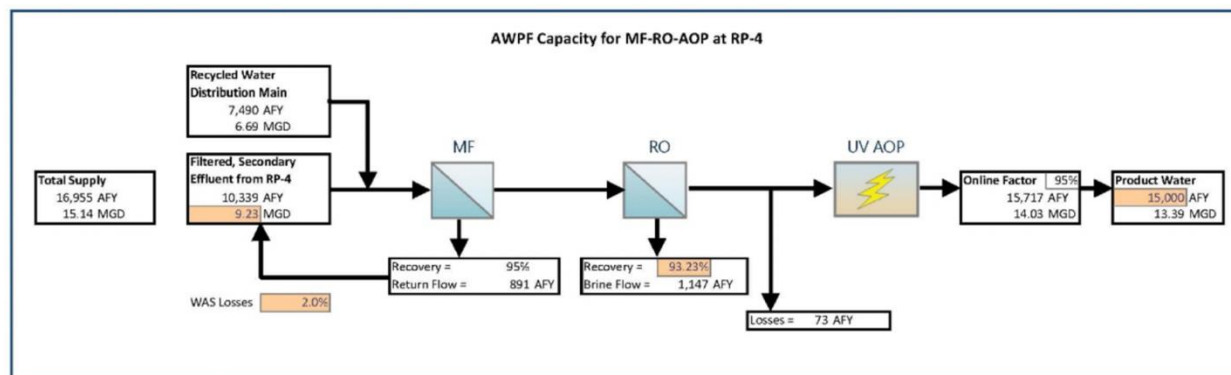 AWPF Capacity for MF-RO-AOP at RP-4
Recycled Water
Distribution Main
7,490 AFY
6.69 MGD
MF
RO
UV AOP
Total Supply
16,955 AFY
15.14 MGD
Filtered, Secondary
Effluent from RP-4
10,339 AFY
9.23 MGD
Online Factor 95%
15,717 AFY
14.03 MGD
Product Water
15,000 AFY
13.39 MGD
Recovery = 95%
Return Flow = 891 AFY
Recovery = 93.23%
Brine Flow = 1,147 AFY
WAS Losses 2.0%
Losses = 73 AFY